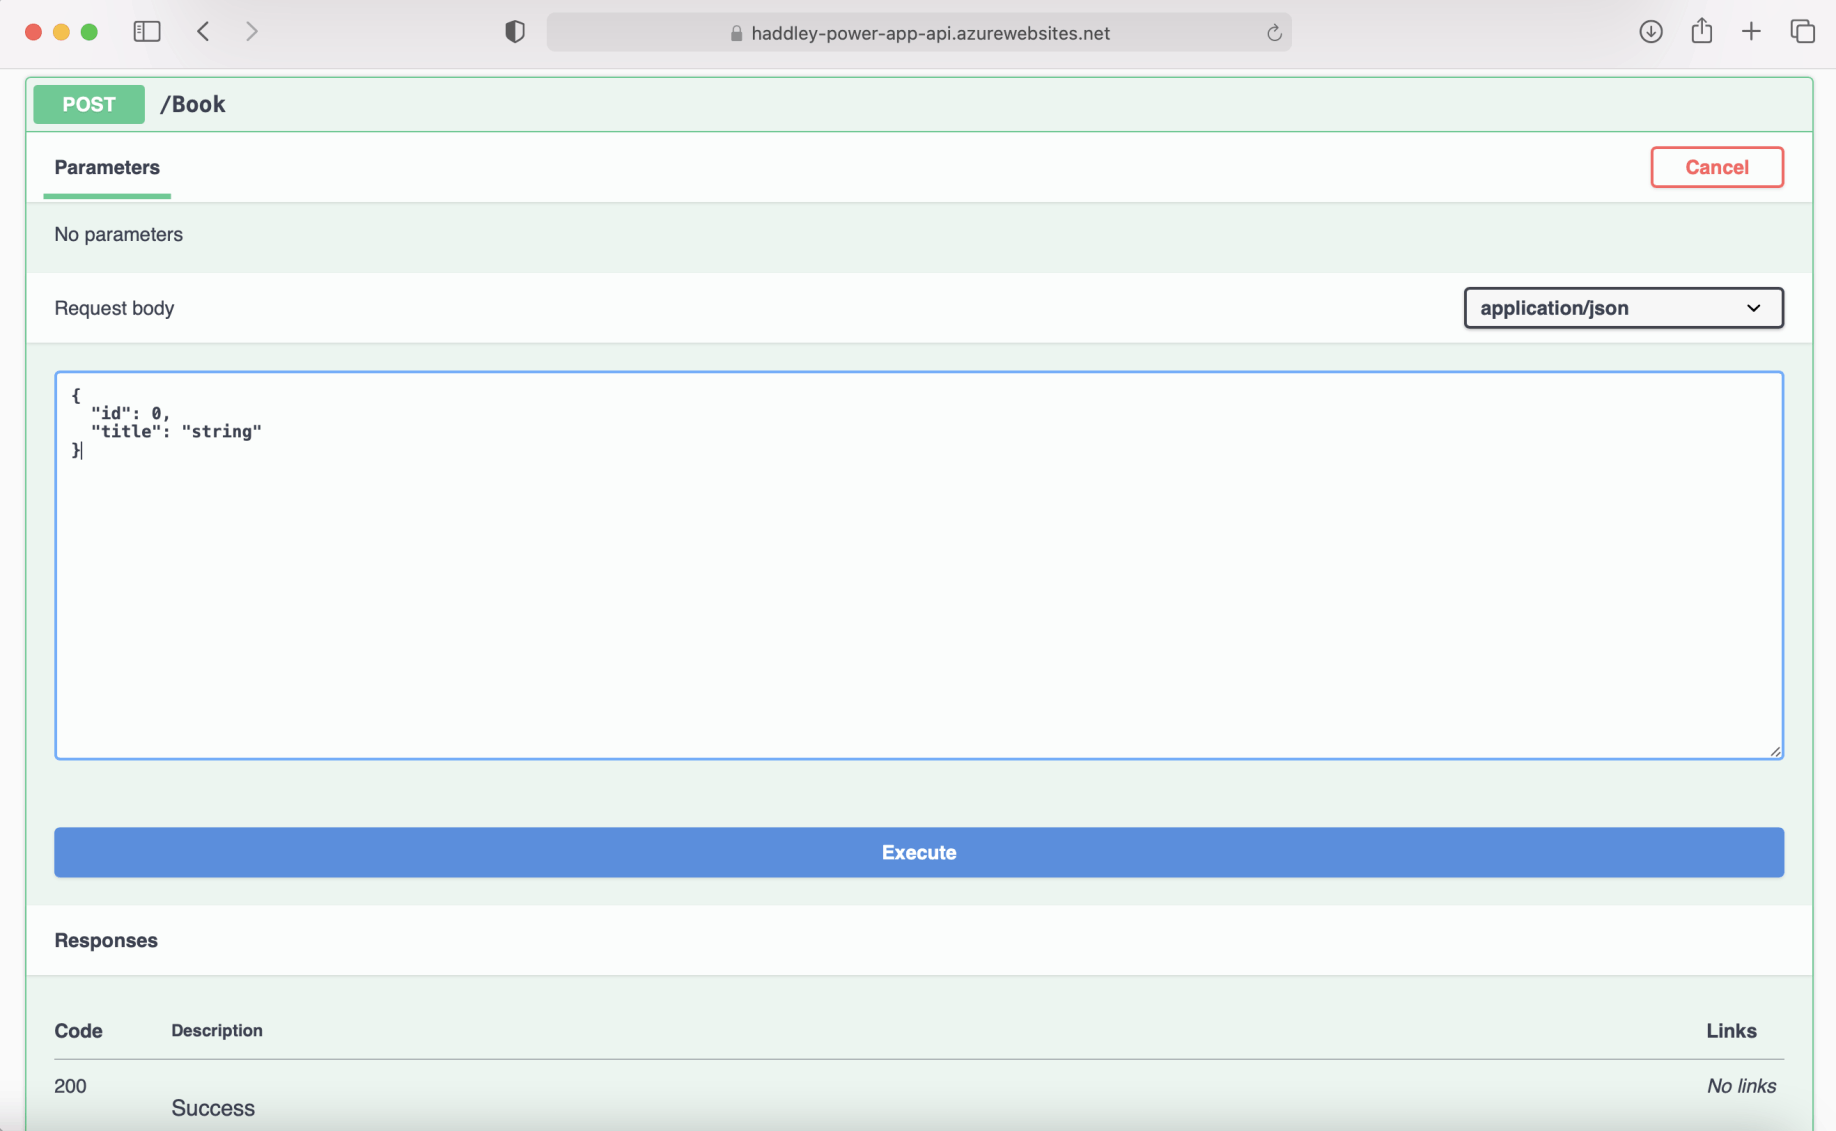 haddley-power-app-api.azurewebsites.net
POST /Book
Parameters
Cancel
No parameters
Request body
application/json
{
  "id": 0,
  "title": "string"
}
Execute
Responses
Code Description Links
200 No links
Success